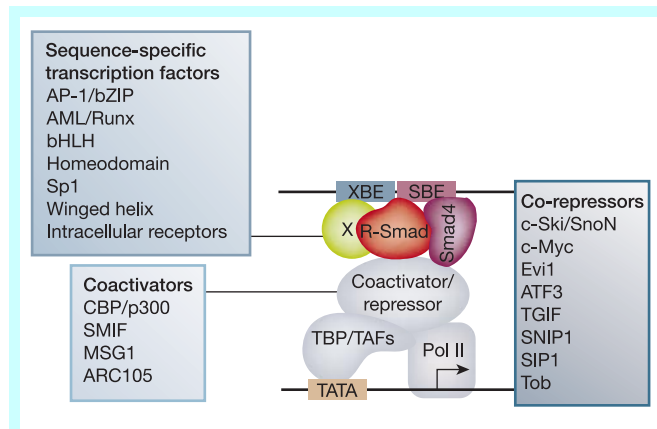 Sequence-specific
transcription factors
AP-1/bZIP
AML/Runx
bHLH
Homeodomain
Sp1
Winged helix
Intracellular receptors
Coactivators
CBP/p300
SMIF
MSG1
ARC105
XBE
SBE
X
R-Smad
Smad4
Coactivator/
repressor
TBP/TAFs
Pol II
TATA
Co-repressors
c-Ski/SnoN
c-Myc
Evi1
ATF3
TGIF
SNIP1
SIP1
Tob